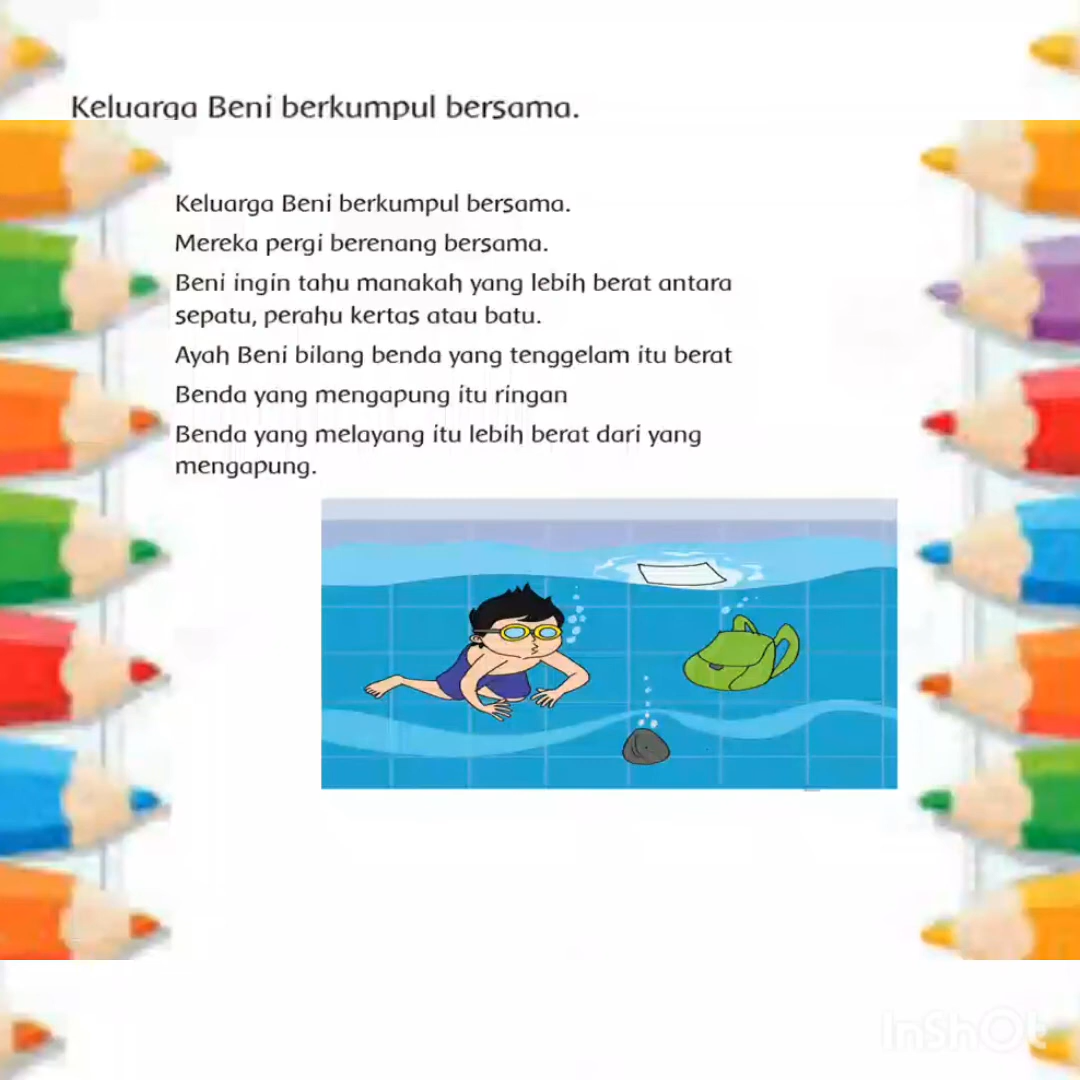 Keluarga Beni berkumpul bersama.
Keluarga Beni berkumpul bersama.
Mereka pergi berenang bersama.
Beni ingin tahu manakah yang lebih berat antara
sepatu, perahu kertas atau batu.
Ayah Beni bilang benda yang tenggelam itu berat
Benda yang mengapung itu ringan
Benda yang melayang itu lebih berat dari yang
mengapung.
InShOt